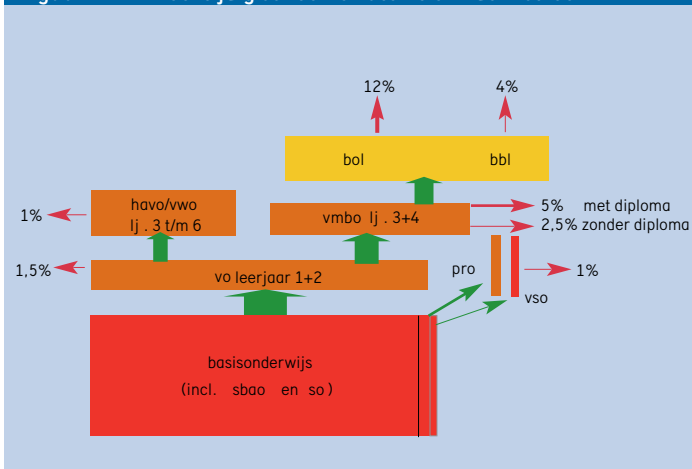 12%
4%
bol
bbl
havo/vwo
lj . 3 t/m 6
1%
vmbo lj . 3+4
5% met diploma
2,5% zonder diploma
1,5%
vo leerjaar 1+2
pro
1%
vso
basisonderwijs
(incl. sbao en so )